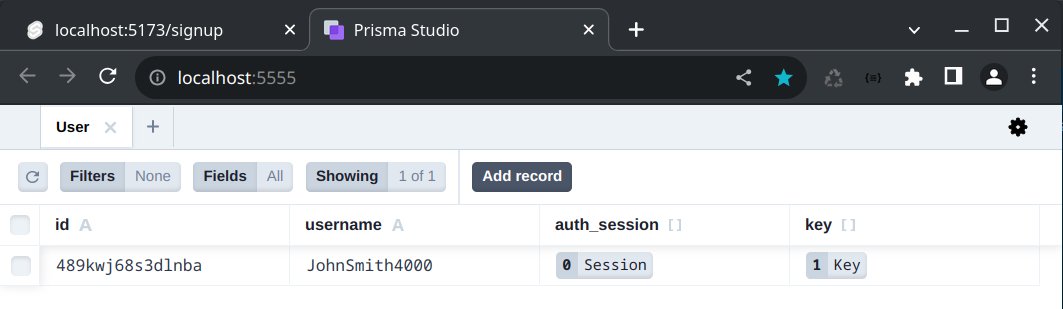 localhost:5173/signup Prisma Studio
localhost:5555
User
Filters None Fields All Showing 1 of 1 Add record
id A username A auth_session [] key []
489kwj68s3dlnba JohnSmith4000 0 Session 1 Key